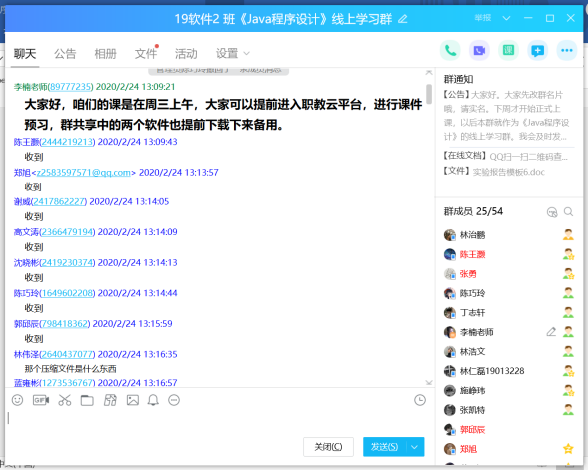 19软件2 班《Java程序设计》线上学习群
举报
聊天 公告 相册 文件 活动 设置
李楠老师(89777235) 2020/2/24 13:09:21
大家好，咱们的课是在周三上午，大家可以提前进入职教云平台，进行课件
预习，群共享中的两个软件也提前下载下来备用。
陈王灏(2444219213) 2020/2/24 13:09:43
收到
郑旭<z2583597571@qq.com> 2020/2/24 13:13:57
收到
谢威(2417862227) 2020/2/24 13:14:05
收到
高文涛(2366479194) 2020/2/24 13:14:09
收到
沈晓彬(2419230374) 2020/2/24 13:14:13
收到
陈巧玲(1649602208) 2020/2/24 13:14:44
收到
郭邱辰(798418362) 2020/2/24 13:15:59
收到
林伟泽(2640437077) 2020/2/24 13:16:35
那个压缩文件是什么东西
蓝雍彬(1273536767) 2020/2/24 13:16:57
GIF
关闭(C) 发送(S)
群通知
【公告】大家好，大家先改群名片
哦，请实名。下周才开始正式上
课，以后本群就作为《Java程序设
计》的线上学习群。我会及时发...
【在线文档】QQ扫一扫二维码查...
【文件】实验报告模板6.doc
群成员 25/54
林治鹏
陈王灏
张勇
陈巧玲
丁志轩
李楠老师
林浩文
林仁磊19013228
施峥玮
张凯特
郭邱辰
郑旭